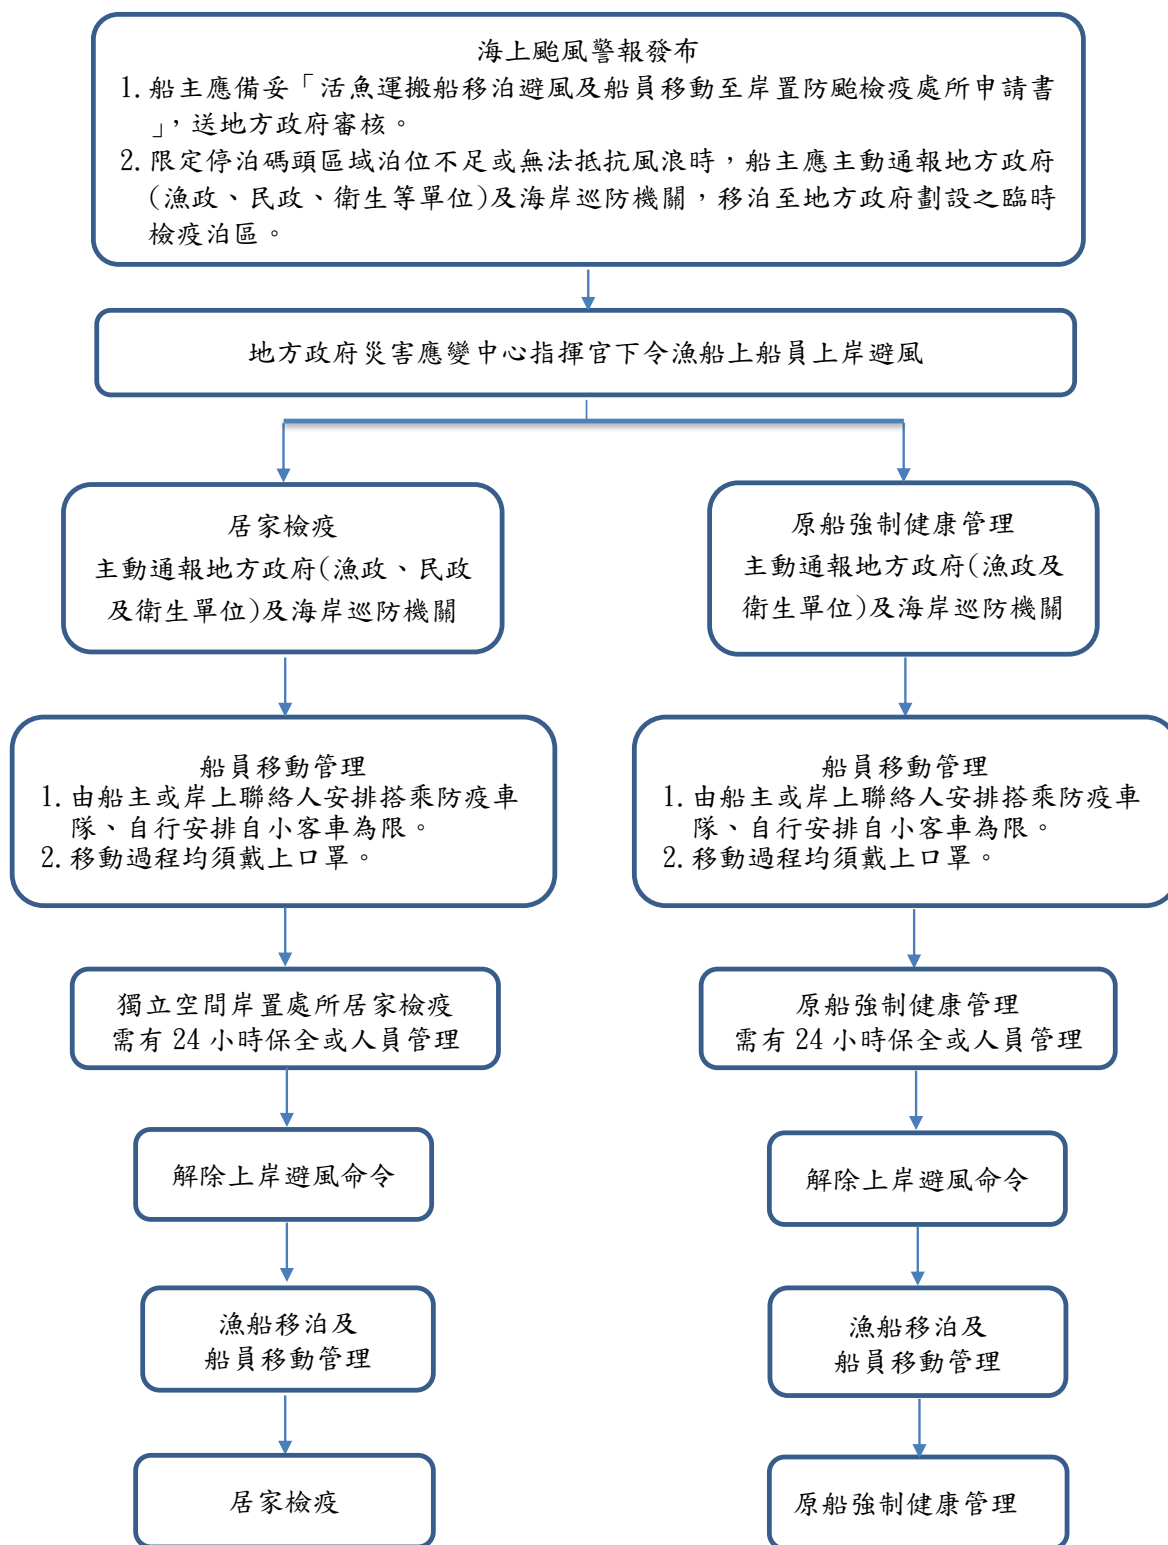 海上颱風警報發布
1. 船主應備妥「活魚運搬船移泊避風及船員移動至岸置防颱檢疫處所申請書
」，送地方政府審核。
2. 限定停泊碼頭區域泊位不足或無法抵抗風浪時，船主應主動通報地方政府
(漁政、民政、衛生等單位)及海岸巡防機關，移泊至地方政府劃設之臨時
檢疫泊區。
地方政府災害應變中心指揮官下令漁船上船員上岸避風
居家檢疫
主動通報地方政府(漁政、民政
及衛生單位)及海岸巡防機關
原船強制健康管理
主動通報地方政府(漁政及
衛生單位)及海岸巡防機關
船員移動管理
1. 由船主或岸上聯絡人安排搭乘防疫車
隊、自行安排自小客車為限。
2. 移動過程均須戴上口罩。
船員移動管理
1. 由船主或岸上聯絡人安排搭乘防疫車
隊、自行安排自小客車為限。
2. 移動過程均須戴上口罩。
獨立空間岸置處所居家檢疫
需有 24 小時保全或人員管理
原船強制健康管理
需有 24 小時保全或人員管理
解除上岸避風命令
解除上岸避風命令
漁船移泊及
船員移動管理
漁船移泊及
船員移動管理
居家檢疫
原船強制健康管理